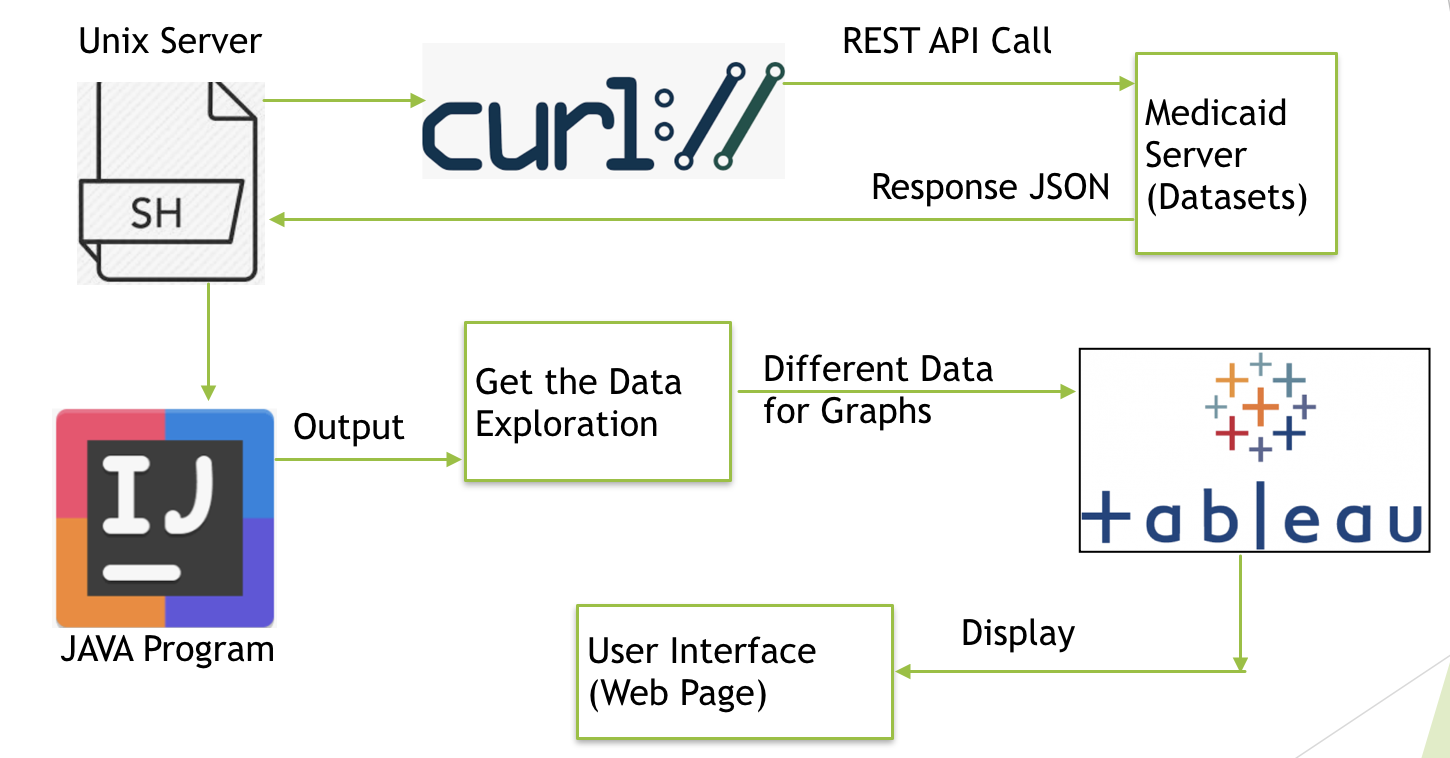 Unix Server
REST API Call
curl://
Medicaid
Server
(Datasets)
Response JSON
SH
Get the Data
Exploration
Different Data
for Graphs
Output
IJ
tableau
JAVA Program
User Interface
(Web Page)
Display